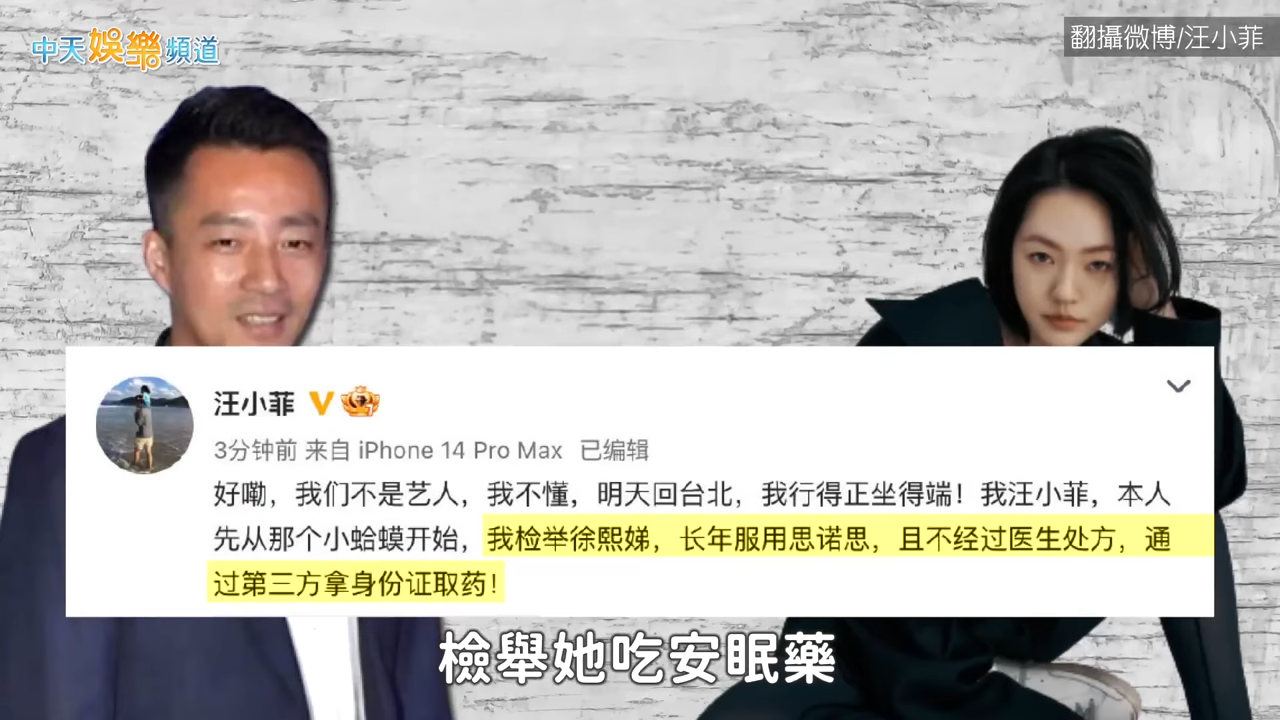 中天娛樂頻道
翻攝微博/汪小菲
汪小菲
3分钟前 来自 iPhone 14 Pro Max 已编辑
好嘞，我们不是艺人，我不懂，明天回台北，我行得正坐得端！我汪小菲，本人
先从那个小蛤蟆开始，我检举徐熙娣，长年服用思诺思，且不经过医生处方，通
过第三方拿身份证取药！
檢舉她吃安眠藥